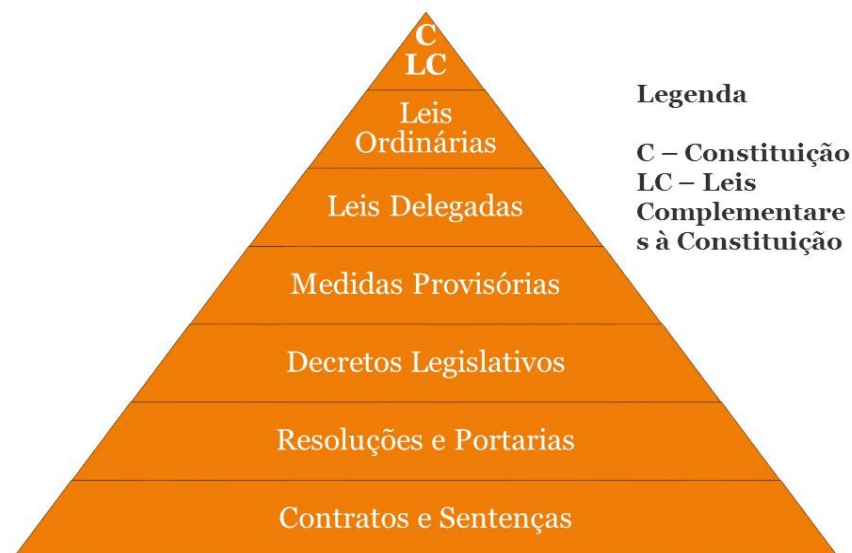 C
LC
Leis
Ordinárias
Leis Delegadas
Medidas Provisórias
Decretos Legislativos
Resoluções e Portarias
Contratos e Sentenças
Legenda
C – Constituição
LC – Leis
Complementare
s à Constituição